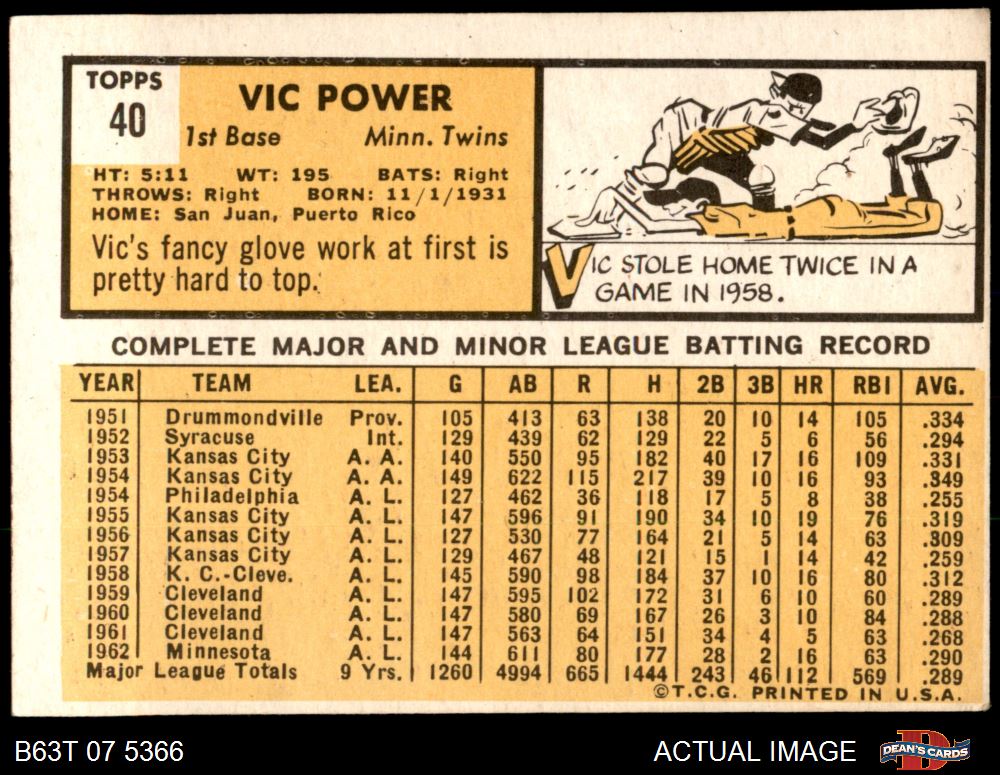 TOPPS
40
VIC POWER
1st Base Minn. Twins
HT: 5:11 WT: 195 BATS: Right
THROWS: Right BORN: 11/1/1931
HOME: San Juan, Puerto Rico
Vic's fancy glove work at first is
pretty hard to top.
VIC STOLE HOME TWICE IN A
GAME IN 1958.
COMPLETE MAJOR AND MINOR LEAGUE BATTING RECORD
YEAR TEAM LEA. G AB R H 2B 3B HR RBI AVG.
1951 Drummondville Prov. 105 413 63 138 20 10 14 105 .334
1952 Syracuse Int. 129 439 62 129 22 5 6 56 .294
1953 Kansas City A. A. 140 550 95 182 40 17 16 109 .331
1954 Kansas City A. A. 149 622 115 217 39 10 16 93 .349
1954 Philadelphia A. L. 127 462 36 118 17 5 8 38 .255
1955 Kansas City A. L. 147 596 91 190 34 10 19 76 .319
1956 Kansas City A. L. 127 530 77 164 21 5 14 63 .309
1957 Kansas City A. L. 129 467 48 121 15 1 14 42 .259
1958 K. C.-Cleve. A. L. 145 590 98 184 37 10 16 80 .312
1959 Cleveland A. L. 147 595 102 172 31 6 10 60 .289
1960 Cleveland A. L. 147 580 69 167 26 3 10 84 .288
1961 Cleveland A. L. 147 563 64 151 34 4 5 63 .268
1962 Minnesota A. L. 144 611 80 177 28 2 16 63 .290
Major League Totals 9 Yrs. 1260 4994 665 1444 243 46 112 569 .289
©T.C.G. PRINTED IN U.S.A.
B63T 07 5366 ACTUAL IMAGE D DEAN'S CARDS